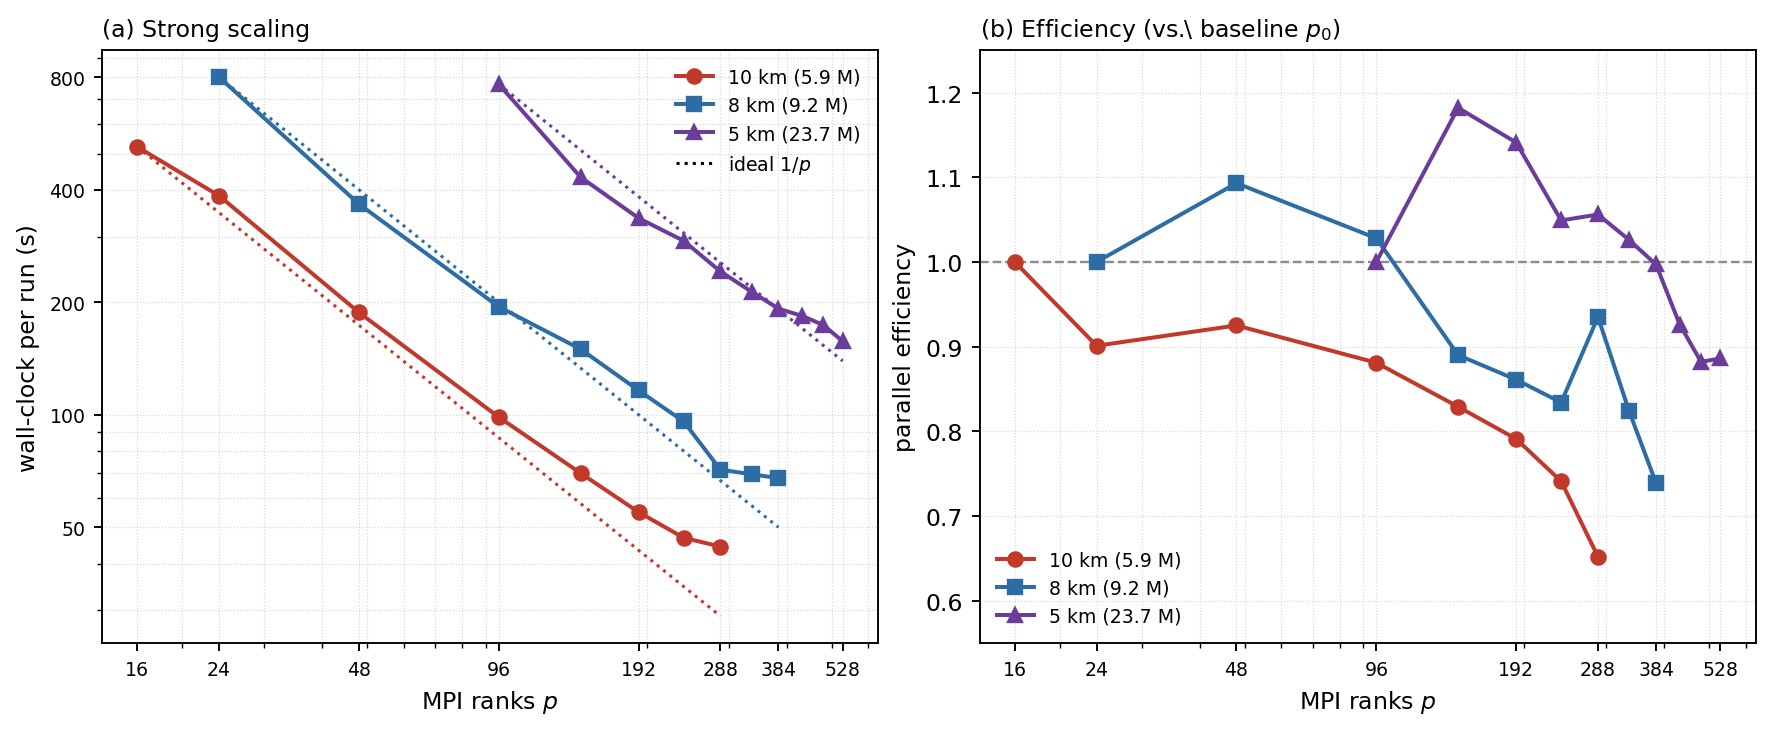 (a) Strong scaling
wall-clock per run (s)
800
400
200
100
50
10 km (5.9 M)
8 km (9.2 M)
5 km (23.7 M)
ideal 1/p
16 24 48 96 192 288 384 528
MPI ranks p
(b) Efficiency (vs.\ baseline p₀)
parallel efficiency
1.2
1.1
1.0
0.9
0.8
0.7
0.6
10 km (5.9 M)
8 km (9.2 M)
5 km (23.7 M)
16 24 48 96 192 288 384 528
MPI ranks p